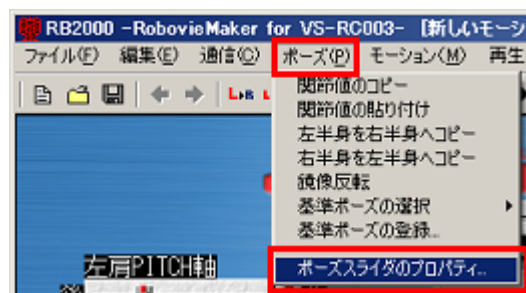 RB2000 -RobovieMaker for VS-RC003- [新しいモーシ
ファイル(F) 編集(E) 通信(C) ポーズ(P) モーション(M) 再生
関節値のコピー
関節値の貼り付け
左半身を右半身へコピー
右半身を左半身へコピー
鏡像反転
基準ポーズの選択
基準ポーズの登録...
ポーズスライダのプロパティ...
左肩PITCH軸